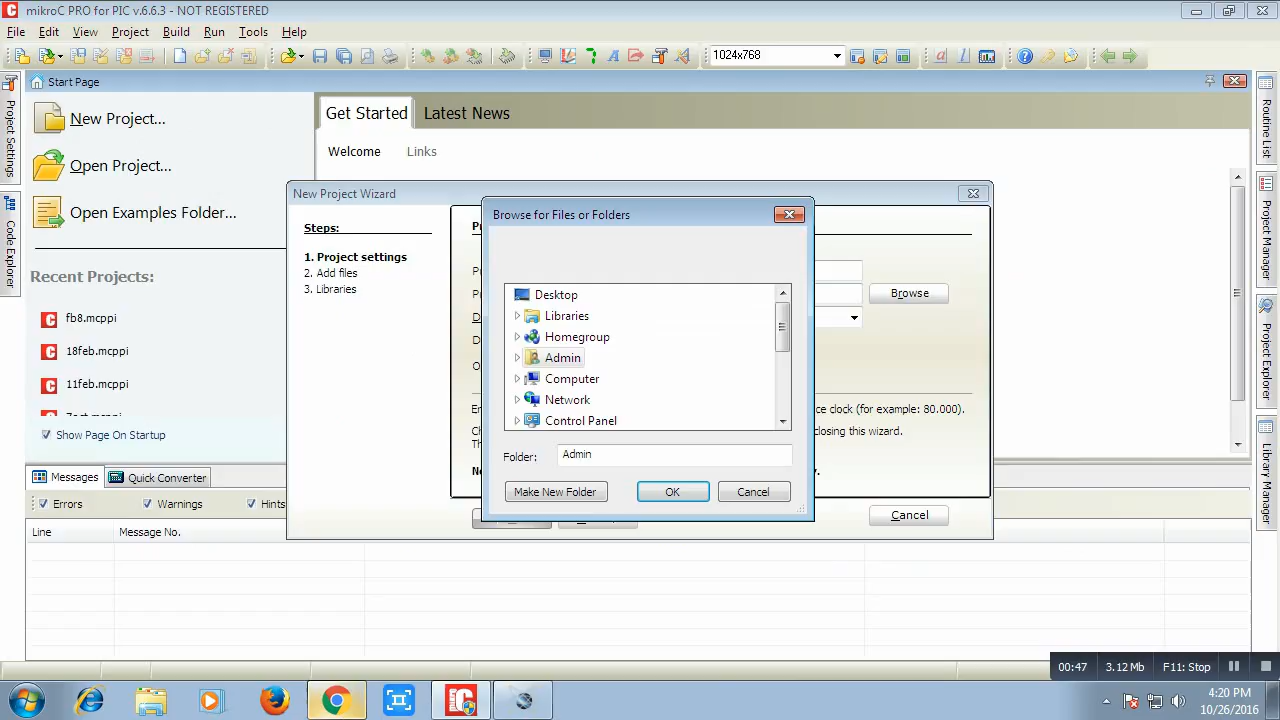 mikroC PRO for PIC v.6.6.3 - NOT REGISTERED
File Edit View Project Build Run Tools Help
1024x768
Start Page
New Project...
Open Project...
Open Examples Folder...
Recent Projects:
fb8.mcppi
18feb.mcppi
11feb.mcppi
Show Page On Startup
Get Started Latest News
Welcome Links
New Project Wizard
Steps:
1. Project settings
2. Add files
3. Libraries
Browse
ce clock (for example: 80.000).
closing this wizard.
Cancel
Browse for Files or Folders
Desktop
Libraries
Homegroup
Admin
Computer
Network
Control Panel
Folder: Admin
Make New Folder OK Cancel
Messages Quick Converter
Errors Warnings Hints
Line Message No.
Project Settings
Code Explorer
Routine List
Project Manager
Project Explorer
Library Manager
00:47 3.12 Mb F11: Stop
4:20 PM
10/26/2016